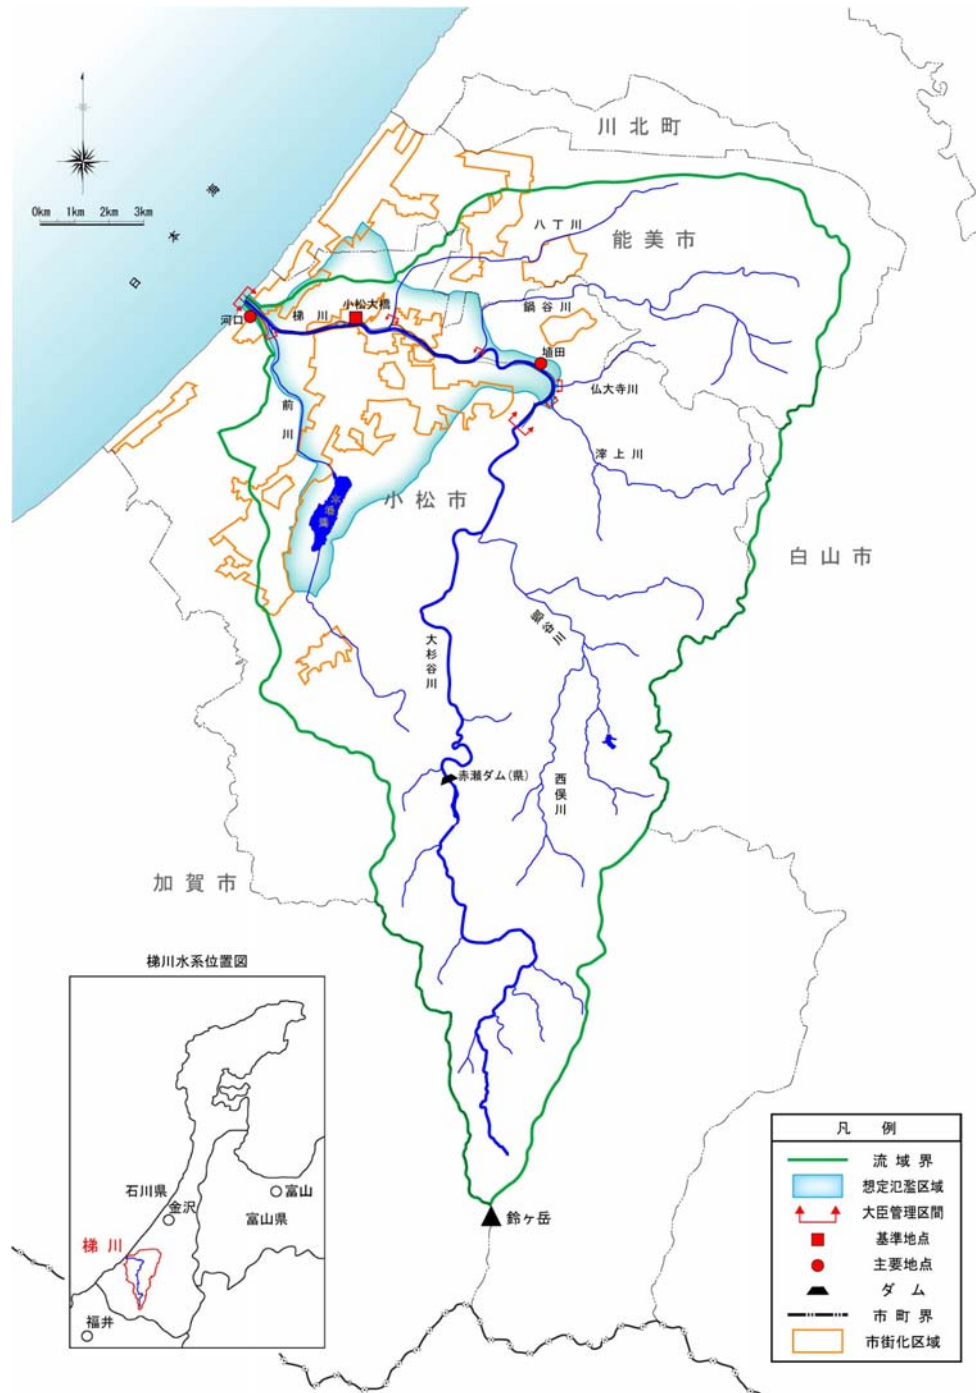 川北町
0km 1km 2km 3km
日本海
八丁川
能美市
小松大橋
鍋谷川
河口
梯川
埴田
仏大寺川
前川
滓上川
木場潟
小松市
白山市
郷谷川
大杉谷川
赤瀬ダム(県)
西俣川
加賀市
梯川水系位置図
石川県
金沢
富山
富山県
梯川
福井
鈴ヶ岳
凡例
流域界
想定氾濫区域
大臣管理区間
基準地点
主要地点
ダム
市町界
市街化区域